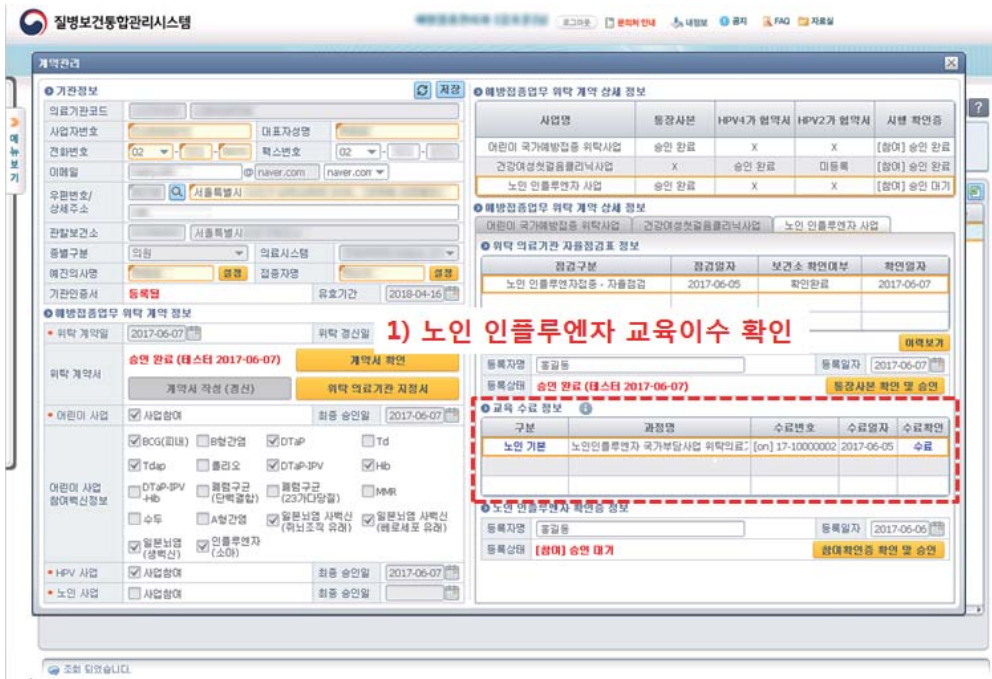 질병보건통합관리시스템
로그아웃 문의처 안내 내정보 공지 FAQ 자료실
메뉴보기
계약관리
기관정보 저장
의료기관코드
사업자번호 대표자성명
전화번호 02 - - 팩스번호 02 - -
이메일 @ naver.com naver.com
우편번호/상세주소 서울특별시
관할보건소 서울특별시
종별구분 의원 의료시스템
예진의사명 설정 접종자명 설정
기관인증서 등록됨 유효기간 2018-04-16
예방접종업무 위탁 계약 정보
위탁 계약일 2017-06-07 위탁 갱신일
위탁 계약서 승인 완료 (테스터 2017-06-07) 계약서 확인
계약서 작성 (갱신) 위탁 의료기관 지정서
어린이 사업 사업참여 최종 승인일 2017-06-07
어린이 사업 참여백신정보
BCG(피내) B형간염 DTaP Td
Tdap 폴리오 DTaP-IPV Hib
DTaP-IPV-Hib 폐렴구균(단백결합) 폐렴구균(23가다당질) MMR
수두 A형간염 일본뇌염 사백신(쥐뇌조직 유래) 일본뇌염 사백신(베로세포 유래)
일본뇌염(생백신) 인플루엔자(소아)
HPV 사업 사업참여 최종 승인일 2017-06-07
노인 사업 사업참여 최종 승인일
예방접종업무 위탁 계약 상세 정보
사업명 통장사본 HPV4가 협약서 HPV2가 협약서 시행 확인증
어린이 국가예방접종 위탁사업 승인 완료 X X [참여] 승인 완료
건강여성첫걸음클리닉사업 X 승인 완료 미등록 [참여] 승인 완료
노인 인플루엔자 사업 승인 완료 X X [참여] 승인 대기
예방접종업무 위탁 계약 상세 정보
어린이 국가예방접종 위탁사업 건강여성첫걸음클리닉사업 노인 인플루엔자 사업
위탁 의료기관 자율점검표 정보
점검구분 점검일자 보건소 확인여부 확인일자
노인 인플루엔자접종 - 자율점검 2017-06-05 확인완료 2017-06-07
1) 노인 인플루엔자 교육이수 확인
이력보기
등록자명 홍길동 등록일자 2017-06-07
등록상태 승인 완료 (테스터 2017-06-07) 통장사본 확인 및 승인
교육 수료 정보
구분 과정명 수료번호 수료일자 수료확인
노인 기본 노인인플루엔자 국가부담사업 위탁의료 [on] 17-10000002 2017-06-05 수료
노인 인플루엔자 확인증 정보
등록자명 홍길동 등록일자 2017-06-06
등록상태 [참여] 승인 대기 참여확인증 확인 및 승인
조회 되었습니다.